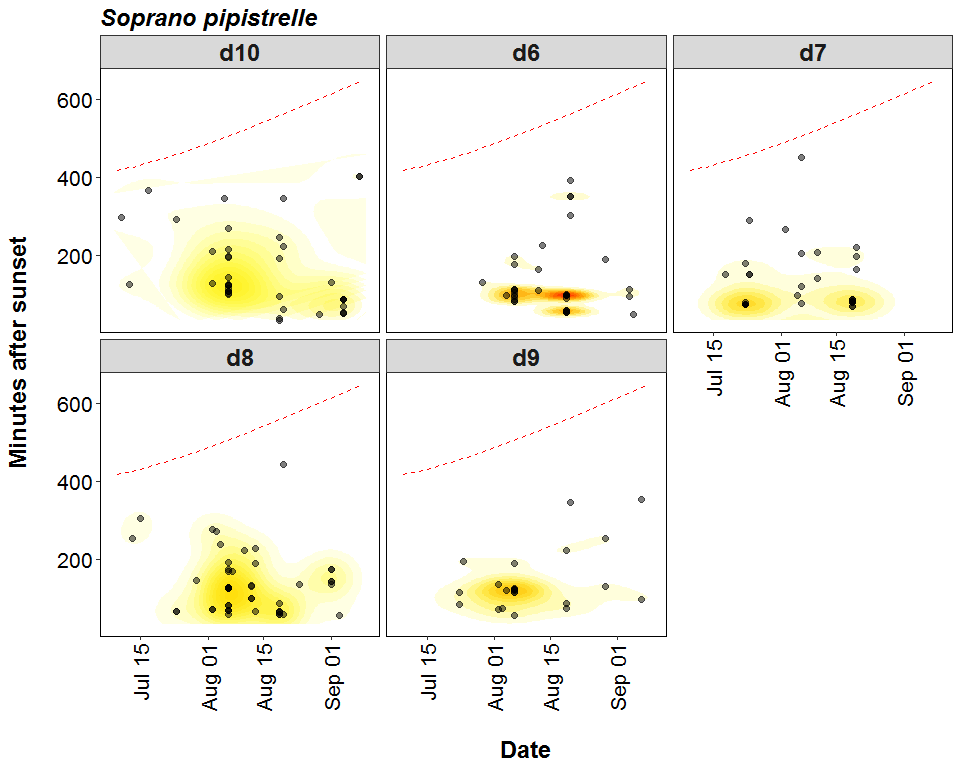 Soprano pipistrelle
d10
d6
d7
600
400
200
Jul 15
Aug 01
Aug 15
Sep 01
d8
d9
600
400
200
Jul 15
Aug 01
Aug 15
Sep 01
Jul 15
Aug 01
Aug 15
Sep 01
Minutes after sunset
Date